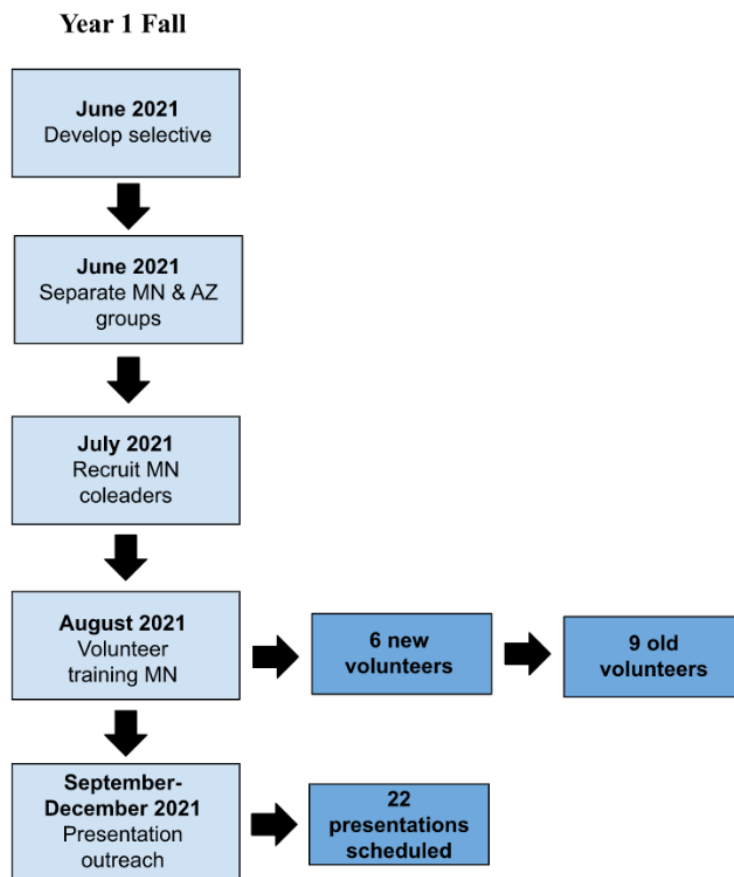 Year 1 Fall
June 2021
Develop selective
June 2021
Separate MN & AZ
groups
July 2021
Recruit MN
coleaders
August 2021
Volunteer
training MN
6 new
volunteers
9 old
volunteers
September-
December 2021
Presentation
outreach
22
presentations
scheduled